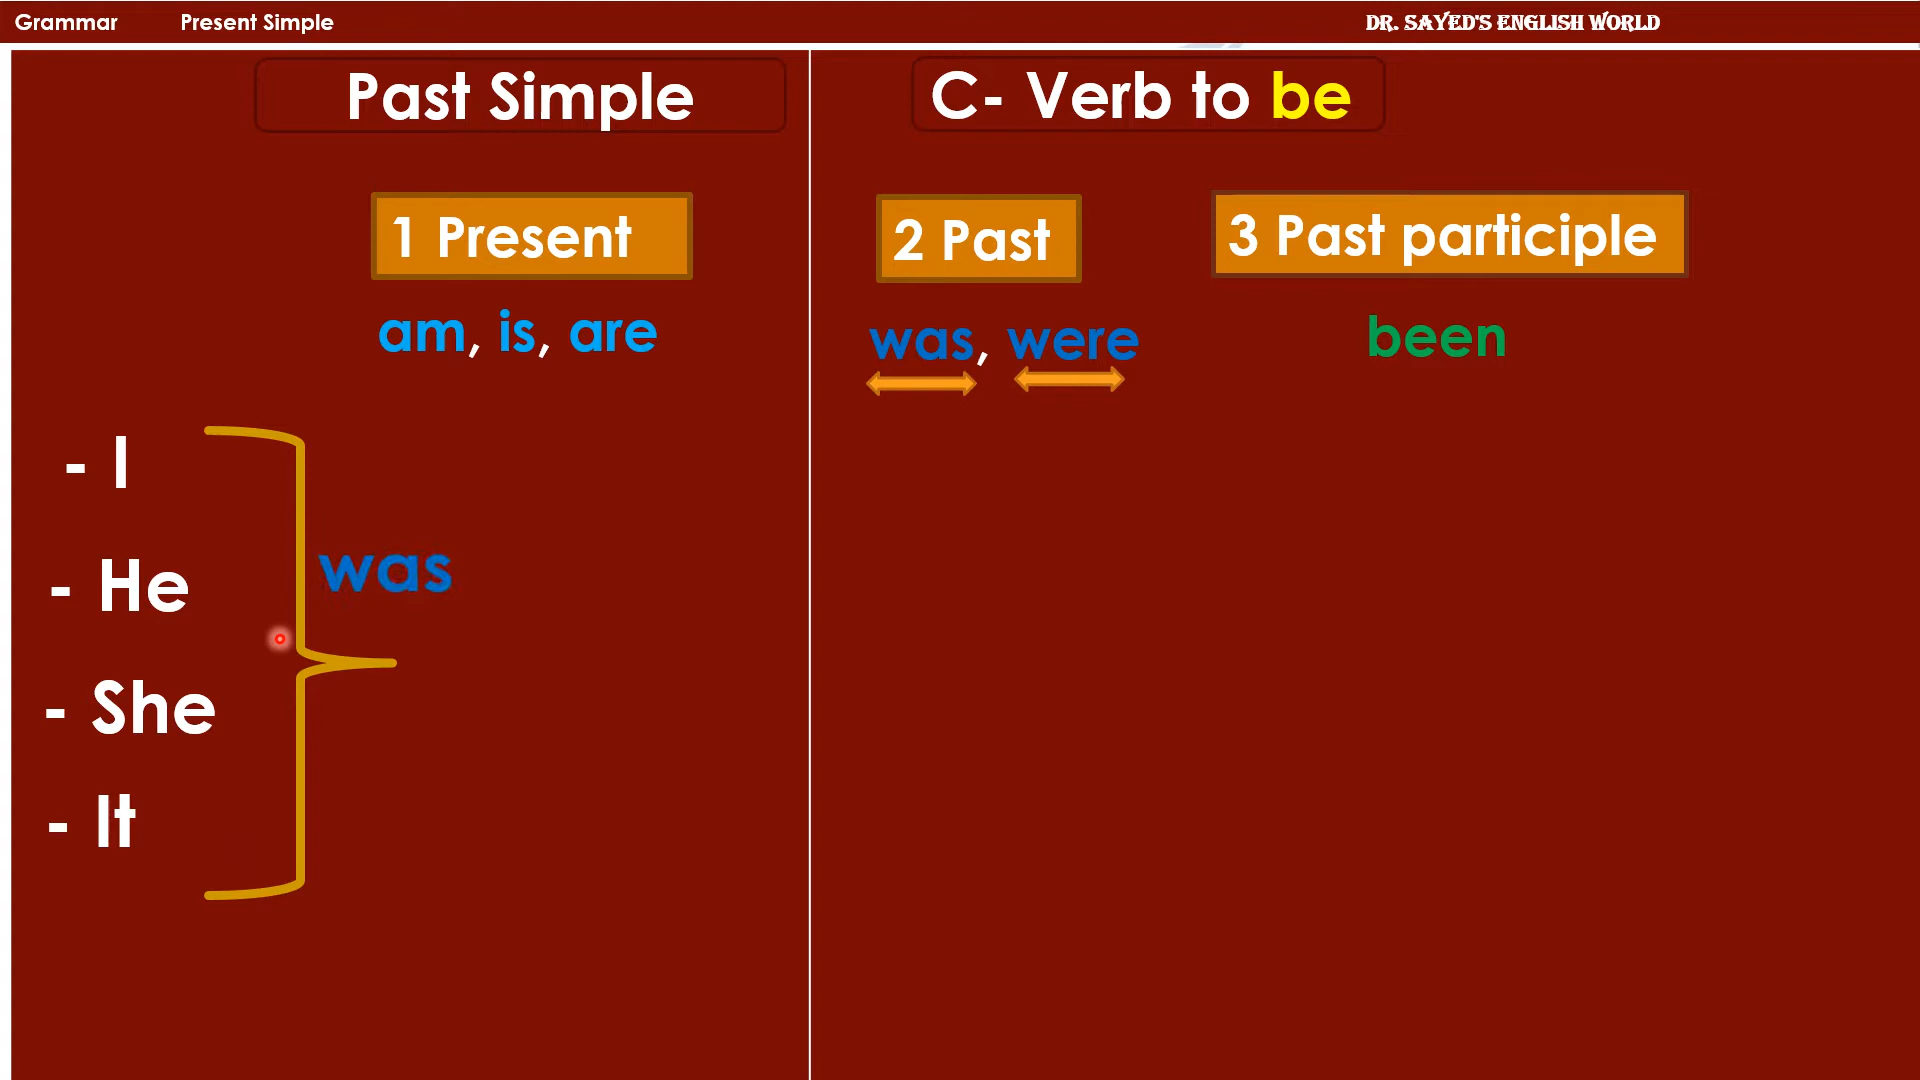 Grammar Present Simple DR. SAYED'S ENGLISH WORLD
Past Simple C- Verb to be
1 Present 2 Past 3 Past participle
am, is, are was, were been
- I
- He
was
- She
- It